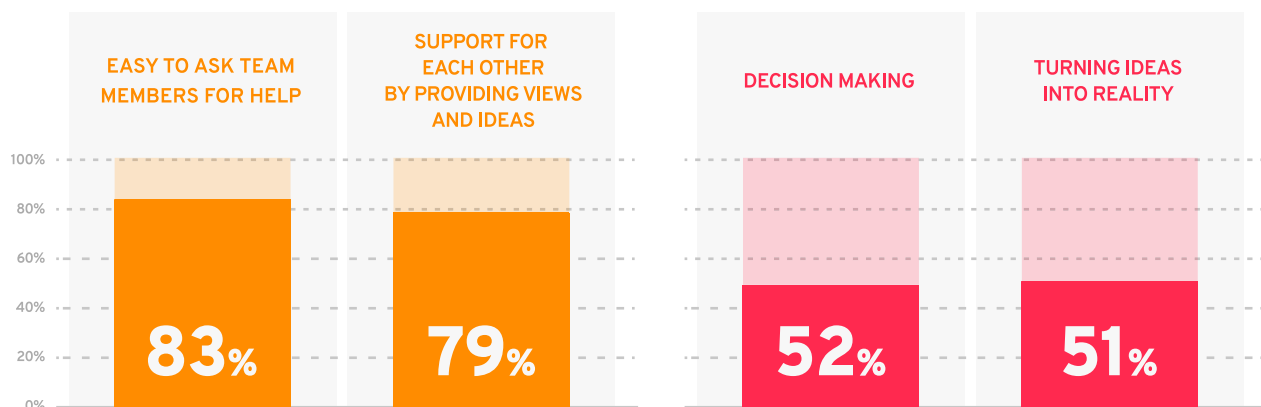 EASY TO ASK TEAM
MEMBERS FOR HELP
SUPPORT FOR
EACH OTHER
BY PROVIDING VIEWS
AND IDEAS
DECISION MAKING
TURNING IDEAS
INTO REALITY
100%
80%
60%
40%
20%
0%
83%
79%
52%
51%